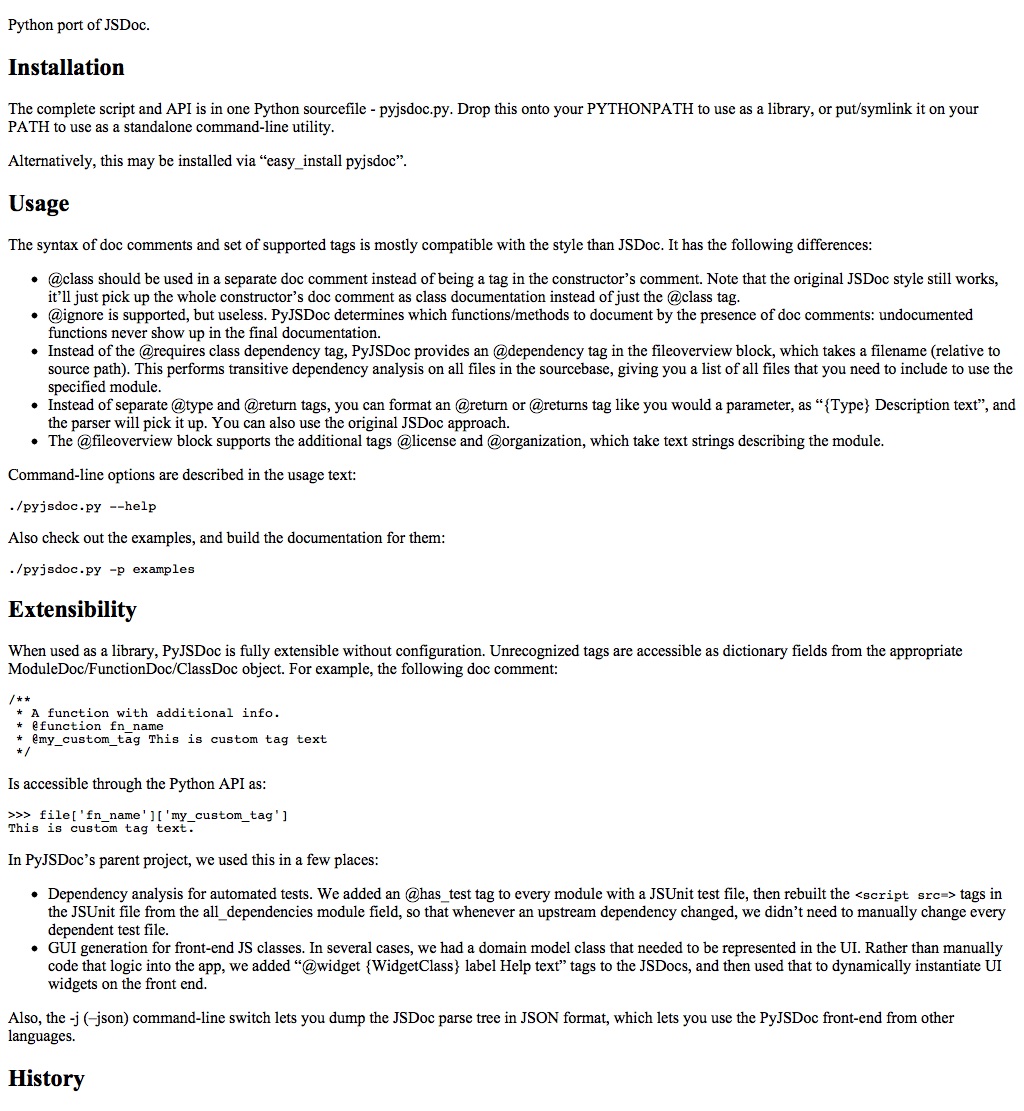 Python port of JSDoc.
Installation
The complete script and API is in one Python sourcefile - pyjsdoc.py. Drop this onto your PYTHONPATH to use as a library, or put/symlink it on your
PATH to use as a standalone command-line utility.
Alternatively, this may be installed via “easy_install pyjsdoc”.
Usage
The syntax of doc comments and set of supported tags is mostly compatible with the style than JSDoc. It has the following differences:
• @class should be used in a separate doc comment instead of being a tag in the constructor’s comment. Note that the original JSDoc style still works,
it’ll just pick up the whole constructor’s doc comment as class documentation instead of just the @class tag.
• @ignore is supported, but useless. PyJSDoc determines which functions/methods to document by the presence of doc comments: undocumented
functions never show up in the final documentation.
• Instead of the @requires class dependency tag, PyJSDoc provides an @dependency tag in the fileoverview block, which takes a filename (relative to
source path). This performs transitive dependency analysis on all files in the sourcebase, giving you a list of all files that you need to include to use the
specified module.
• Instead of separate @type and @return tags, you can format an @return or @returns tag like you would a parameter, as “{Type} Description text”, and
the parser will pick it up. You can also use the original JSDoc approach.
• The @fileoverview block supports the additional tags @license and @organization, which take text strings describing the module.
Command-line options are described in the usage text:
./pyjsdoc.py --help
Also check out the examples, and build the documentation for them:
./pyjsdoc.py -p examples
Extensibility
When used as a library, PyJSDoc is fully extensible without configuration. Unrecognized tags are accessible as dictionary fields from the appropriate
ModuleDoc/FunctionDoc/ClassDoc object. For example, the following doc comment:
/**
 * A function with additional info.
 * @function fn_name
 * @my_custom_tag This is custom tag text
 */
Is accessible through the Python API as:
>>> file['fn_name']['my_custom_tag']
This is custom tag text.
In PyJSDoc’s parent project, we used this in a few places:
• Dependency analysis for automated tests. We added an @has_test tag to every module with a JSUnit test file, then rebuilt the <script src=> tags in
the JSUnit file from the all_dependencies module field, so that whenever an upstream dependency changed, we didn’t need to manually change every
dependent test file.
• GUI generation for front-end JS classes. In several cases, we had a domain model class that needed to be represented in the UI. Rather than manually
code that logic into the app, we added “@widget {WidgetClass} label Help text” tags to the JSDocs, and then used that to dynamically instantiate UI
widgets on the front end.
Also, the -j (–json) command-line switch lets you dump the JSDoc parse tree in JSON format, which lets you use the PyJSDoc front-end from other
languages.
History